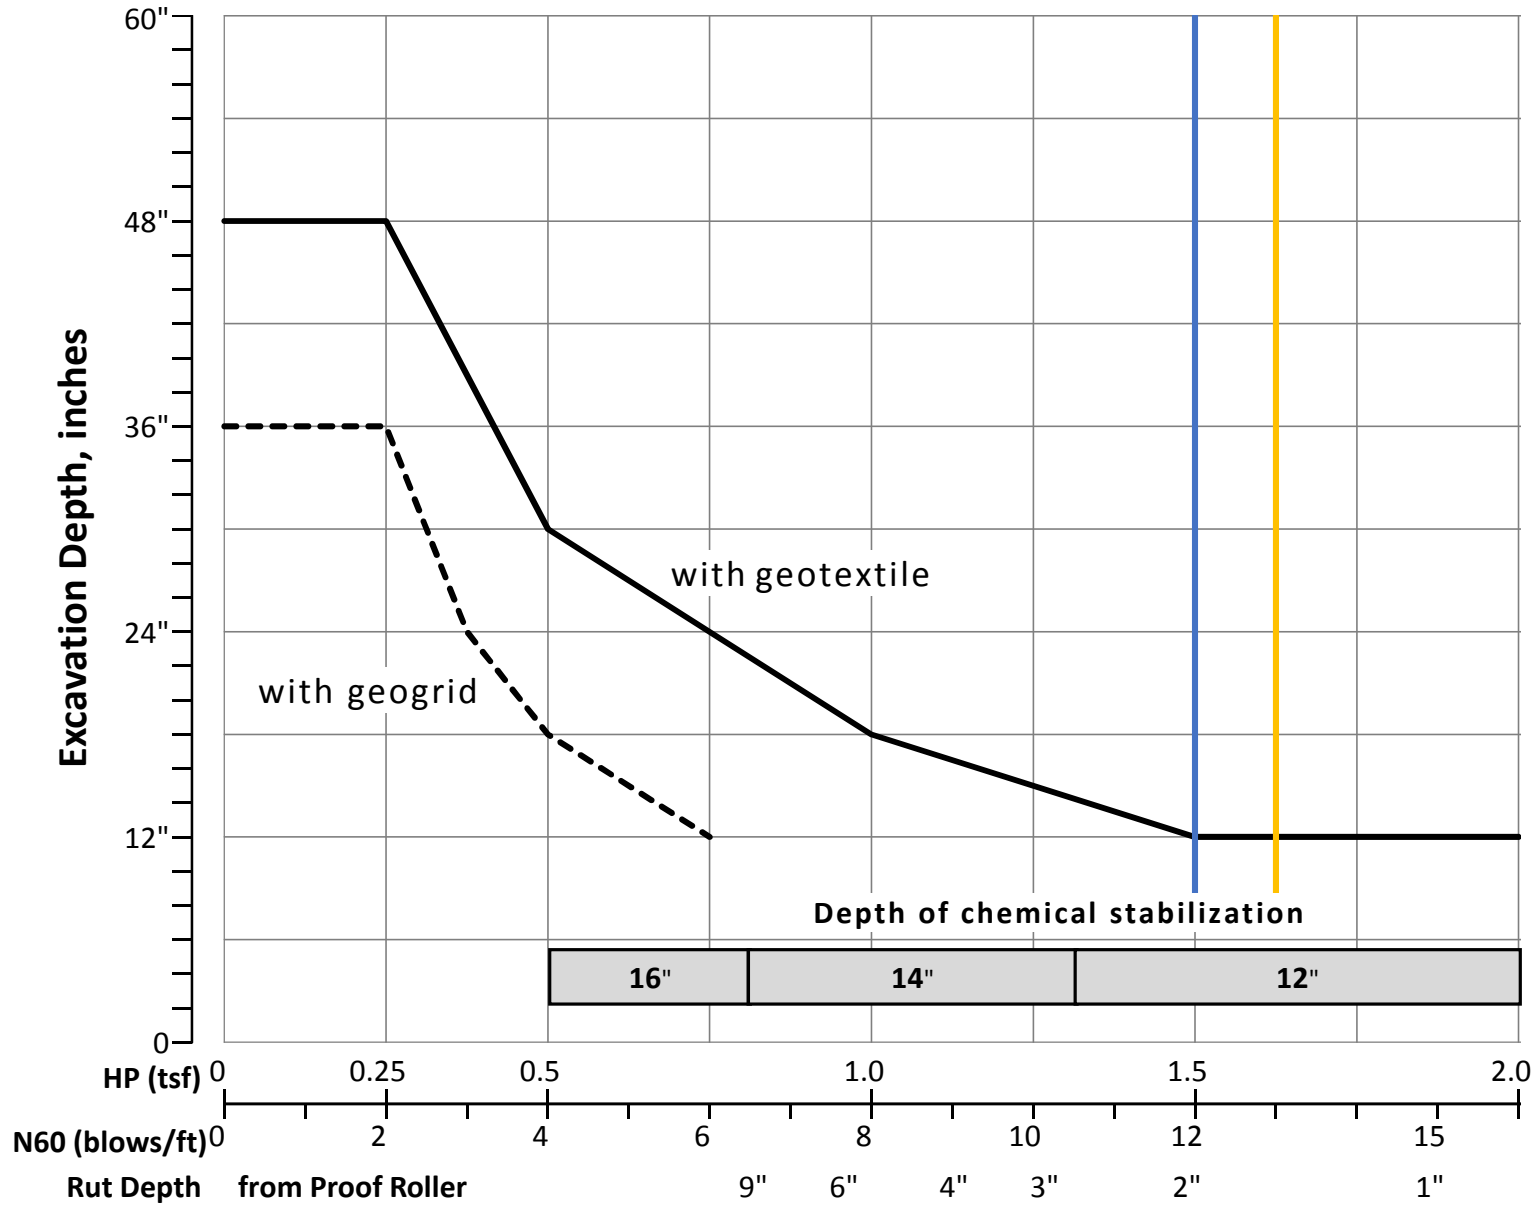 60"
48"
36"
24"
12"
0
Excavation Depth, inches
with geotextile
with geogrid
Depth of chemical stabilization
16" 14" 12"
HP (tsf) 0 0.25 0.5 1.0 1.5 2.0
N60 (blows/ft) 0 2 4 6 8 10 12 15
Rut Depth from Proof Roller 9" 6" 4" 3" 2" 1"